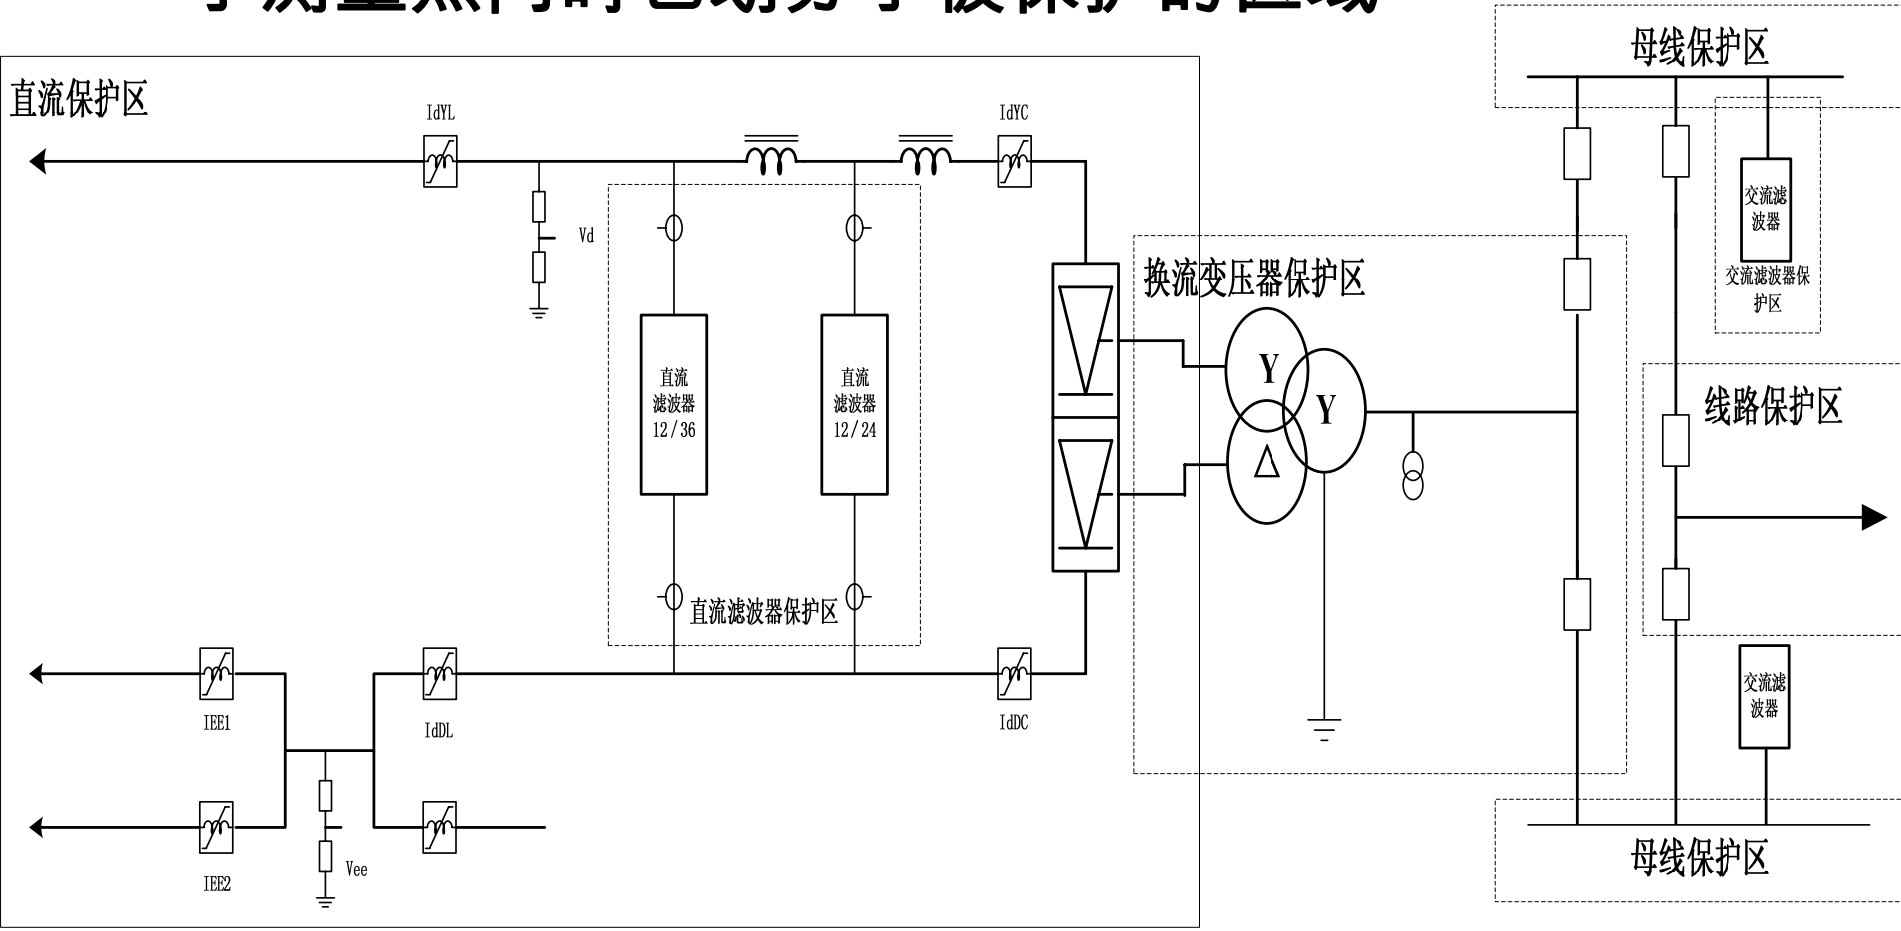 母线保护区
直流保护区
IdYL
IdYC
交流滤
波器
交流滤波器保
护区
Vd
换流变压器保护区
Y
Y
Δ
直流
滤波器
12/36
直流
滤波器
12/24
线路保护区
直流滤波器保护区
IEE1
IdDL
IdDC
交流滤
波器
Vee
IEE2
母线保护区